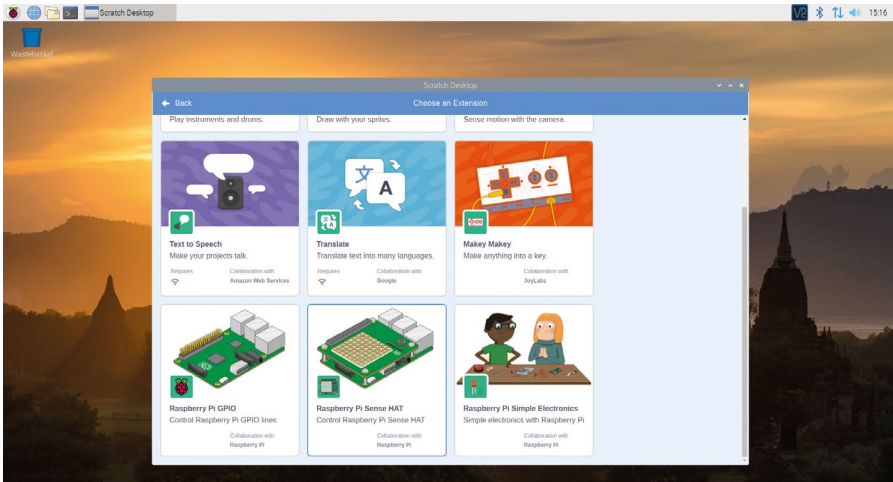 Scratch Desktop
15:16
Wastebasket
Scratch Desktop
Back
Choose an Extension
Play instruments and drums.
Draw with your sprites.
Sense motion with the camera.
文 A
Text to Speech
Make your projects talk.
Requires
Collaboration with
Amazon Web Services
Translate
Translate text into many languages.
Requires
Collaboration with
Google
Makey Makey
Make anything into a key.
Collaboration with
JoyLabz
Raspberry Pi GPIO
Control Raspberry Pi GPIO lines
Collaboration with
Raspberry Pi
Raspberry Pi Sense HAT
Control Raspberry Pi Sense HAT
Collaboration with
Raspberry Pi
Raspberry Pi Simple Electronics
Simple electronics with Raspberry Pi
Collaboration with
Raspberry Pi